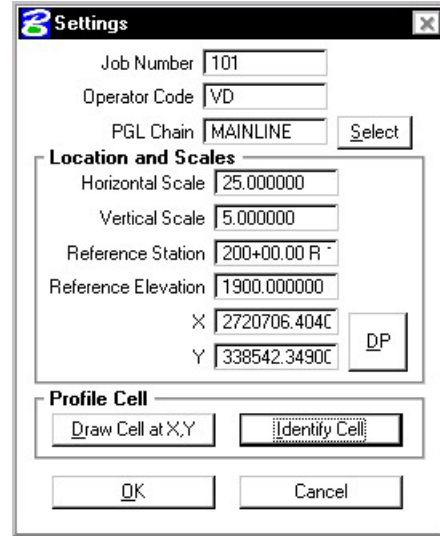 Settings
Job Number 101
Operator Code VD
PGL Chain MAINLINE Select
Location and Scales
Horizontal Scale 25.000000
Vertical Scale 5.000000
Reference Station 200+00.00 R
Reference Elevation 1900.000000
X 2720706.4040
DP
Y 338542.34900
Profile Cell
Draw Cell at X,Y Identify Cell
OK Cancel